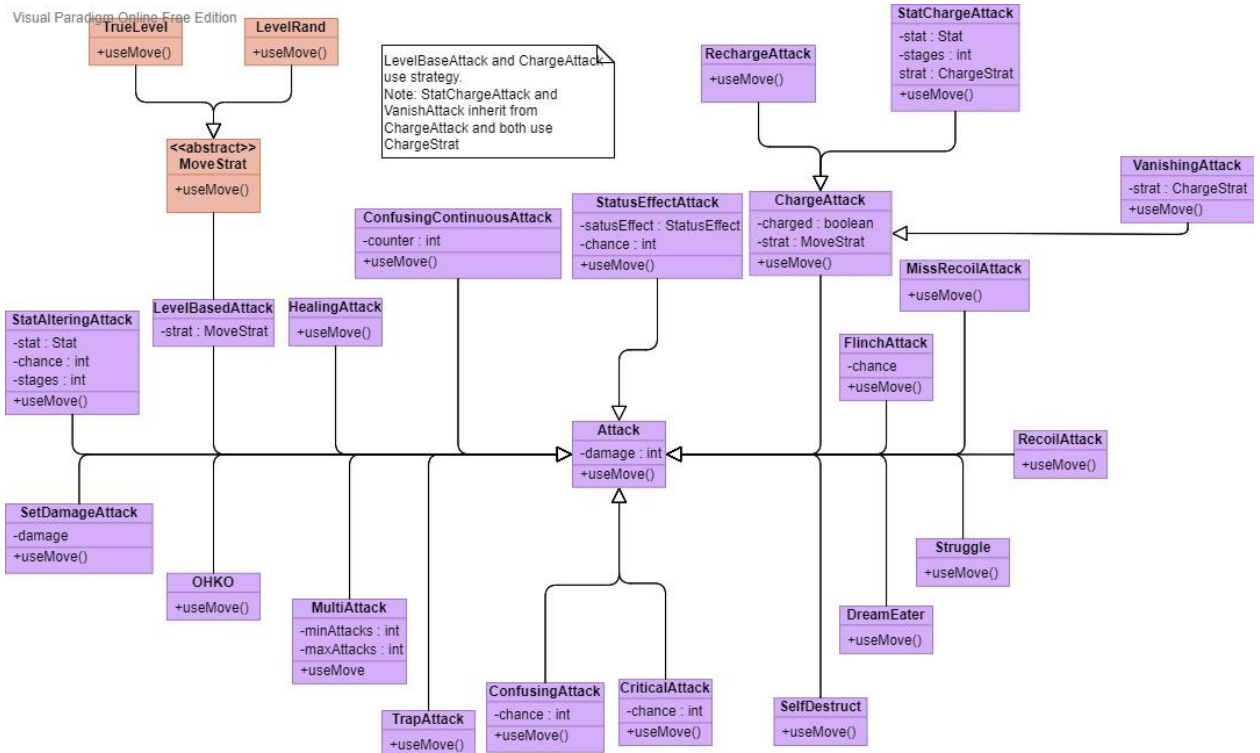 Visual Paradigm Online Free Edition
TrueLevel
+useMove()
LevelRand
+useMove()
LevelBaseAttack and ChargeAttack
use strategy.
Note: StatChargeAttack and
VanishAttack inherit from
ChargeAttack and both use
ChargeStrat
RechargeAttack
+useMove()
StatChargeAttack
-stat : Stat
-stages : int
strat : ChargeStrat
+useMove()
<<abstract>>
MoveStrat
+useMove()
VanishingAttack
-strat : ChargeStrat
+useMove()
ConfusingContinuousAttack
-counter : int
+useMove()
StatusEffectAttack
-satusEffect : StatusEffect
-chance : int
+useMove()
ChargeAttack
-charged : boolean
-strat : MoveStrat
+useMove()
MissRecoilAttack
+useMove()
StatAlteringAttack
-stat : Stat
-chance : int
-stages : int
+useMove()
LevelBasedAttack
-strat : MoveStrat
HealingAttack
+useMove()
FlinchAttack
-chance
+useMove()
Attack
-damage : int
+useMove()
RecoilAttack
+useMove()
SetDamageAttack
-damage
+useMove()
OHKO
+useMove()
MultiAttack
-minAttacks : int
-maxAttacks : int
+useMove
Struggle
+useMove()
DreamEater
+useMove()
TrapAttack
+useMove()
ConfusingAttack
-chance : int
+useMove()
CriticalAttack
-chance : int
+useMove()
SelfDestruct
+useMove()